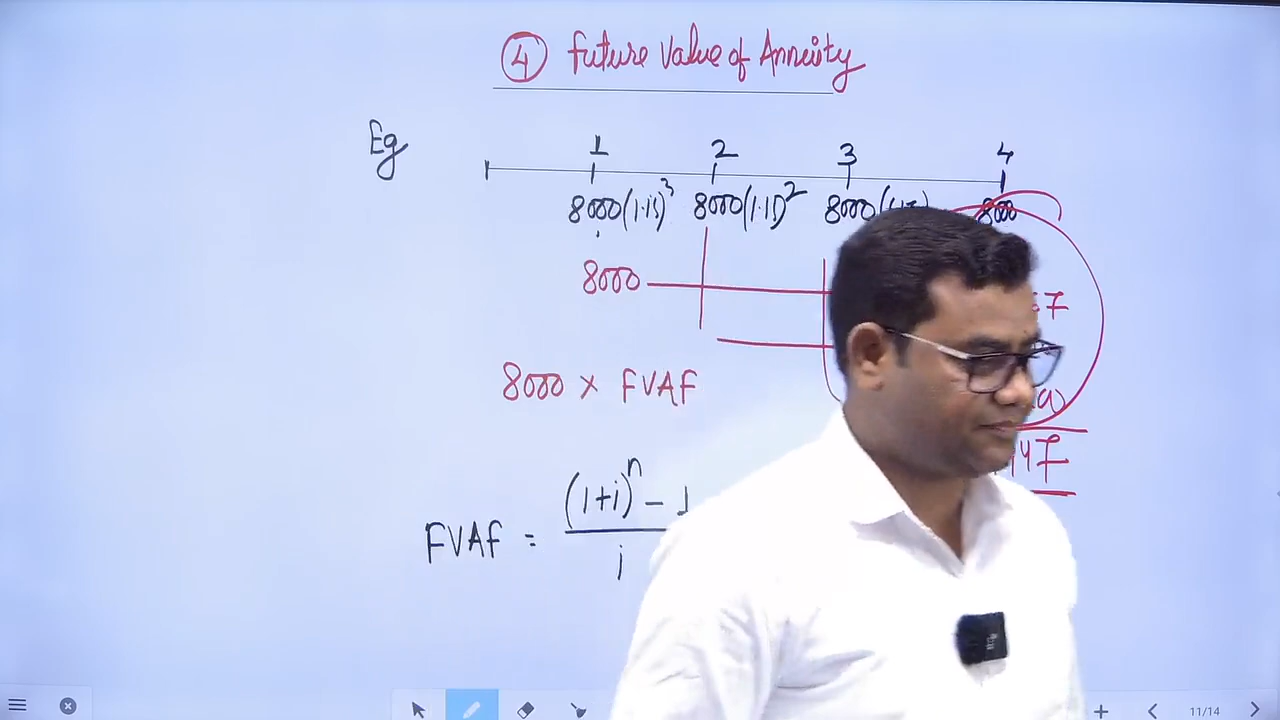 ④ Future Value of Annuity
Eg
1 2 3 4
8000(1.15)³ 8000(1.15)² 8000 8000
8000
8000 × FVAF
FVAF = (1+i)ⁿ - 1
i
11/14